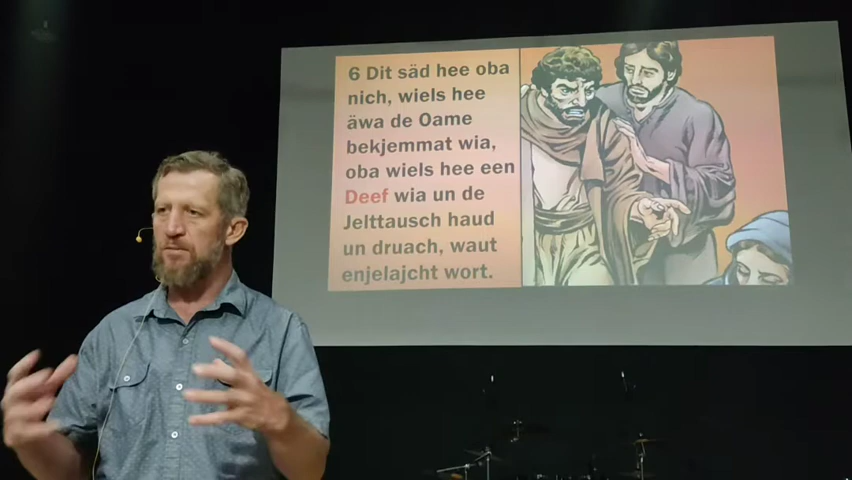 6 Dit säd hee oba
nich, wiels hee
äwa de Oame
bekjemmat wia,
oba wiels hee een
Deef wia un de
Jelttausch haud
un druach, waut
enjelajcht wort.